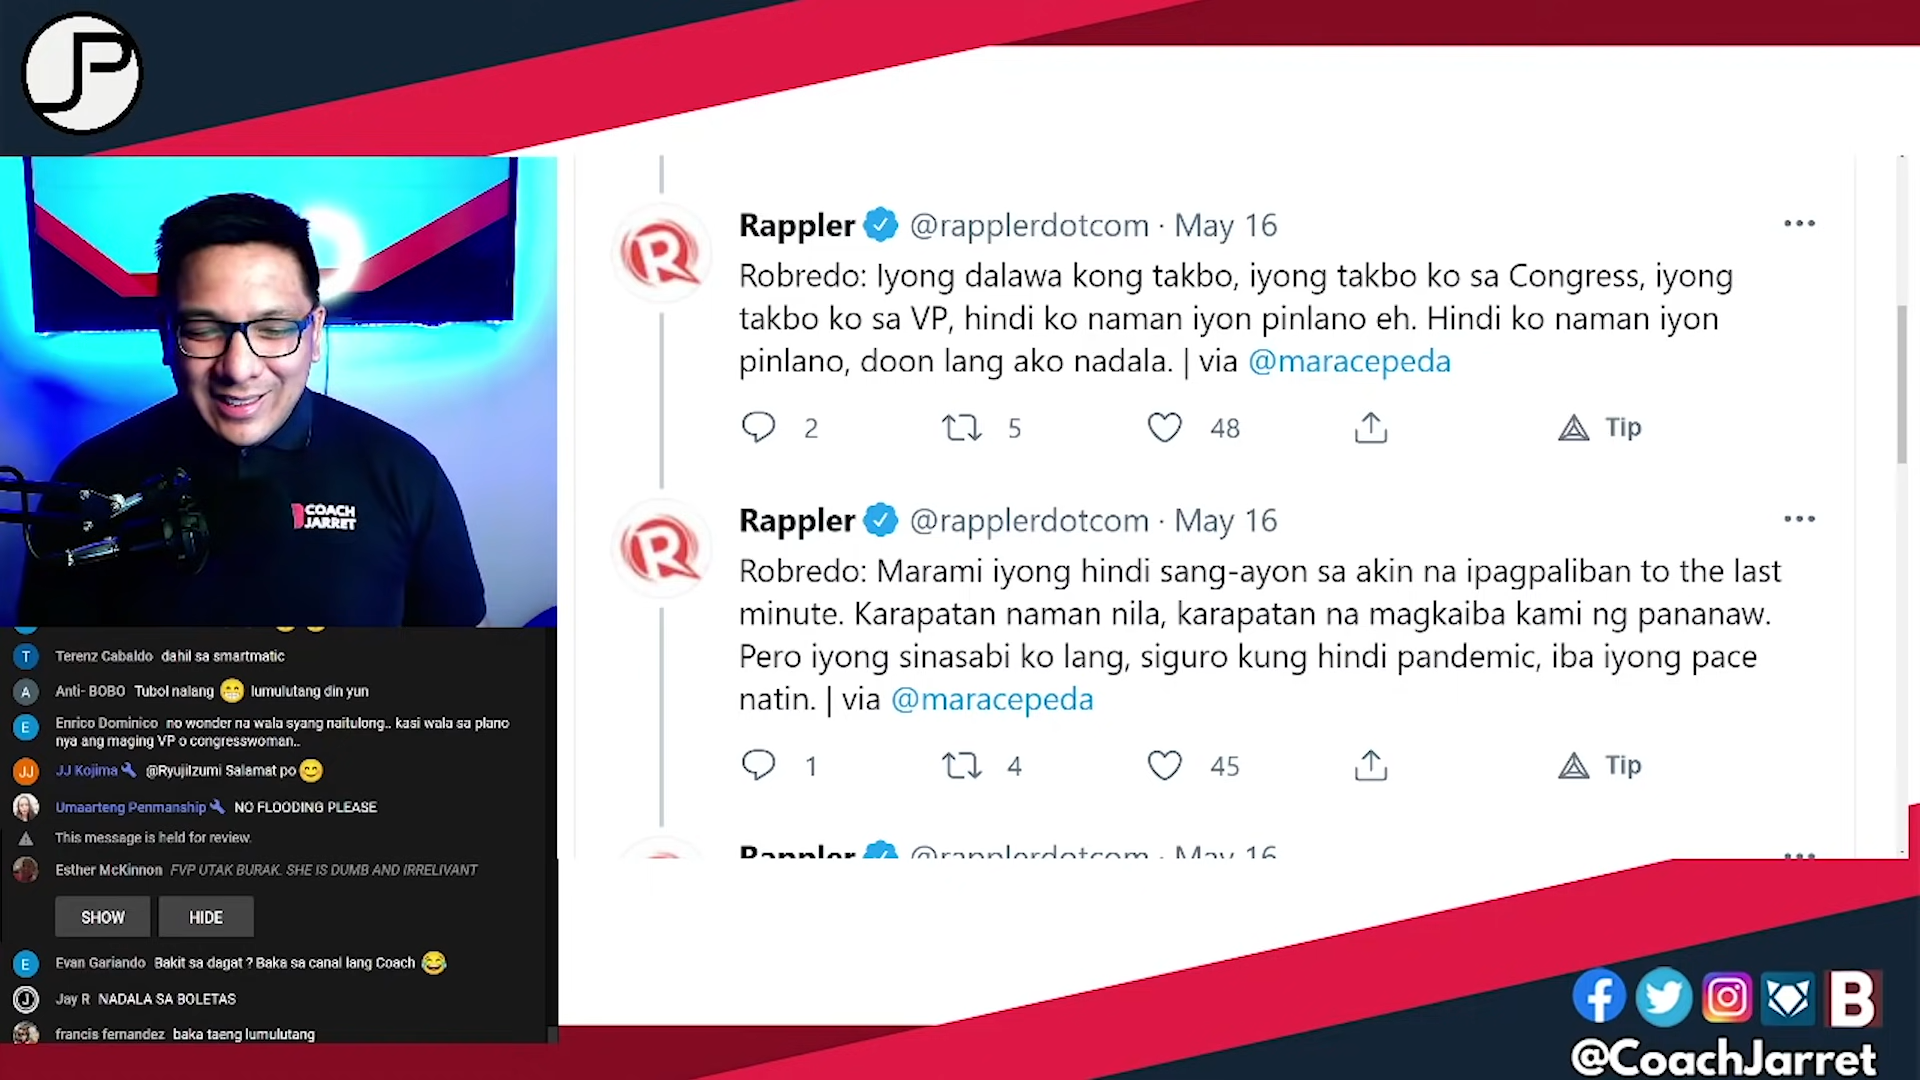 JP
COACH
JARRET
Rappler @rapplerdotcom · May 16
Robredo: Iyong dalawa kong takbo, iyong takbo ko sa Congress, iyong
takbo ko sa VP, hindi ko naman iyon pinlano eh. Hindi ko naman iyon
pinlano, doon lang ako nadala. | via @maracepeda
2 5 48 Tip
Rappler @rapplerdotcom · May 16
Robredo: Marami iyong hindi sang-ayon sa akin na ipagpaliban to the last
minute. Karapatan naman nila, karapatan na magkaiba kami ng pananaw.
Pero iyong sinasabi ko lang, siguro kung hindi pandemic, iba iyong pace
natin. | via @maracepeda
1 4 45 Tip
Rappler @rapplerdotcom · May 16
T Terenz Cabaldo dahil sa smartmatic
A Anti- BOBO Tubol nalang 😁 lumulutang din yun
E Enrico Dominico no wonder na wala syang naitulong.. kasi wala sa plano
nya ang maging VP o congresswoman..
JJ JJ Kojima @RyujiIzumi Salamat po 😊
Umaarteng Penmanship NO FLOODING PLEASE
This message is held for review.
Esther McKinnon FVP UTAK BURAK. SHE IS DUMB AND IRRELIVANT
SHOW HIDE
E Evan Gariando Bakit sa dagat ? Baka sa canal lang Coach 😂
J Jay R NADALA SA BOLETAS
francis fernandez baka taeng lumulutang
B
@CoachJarret